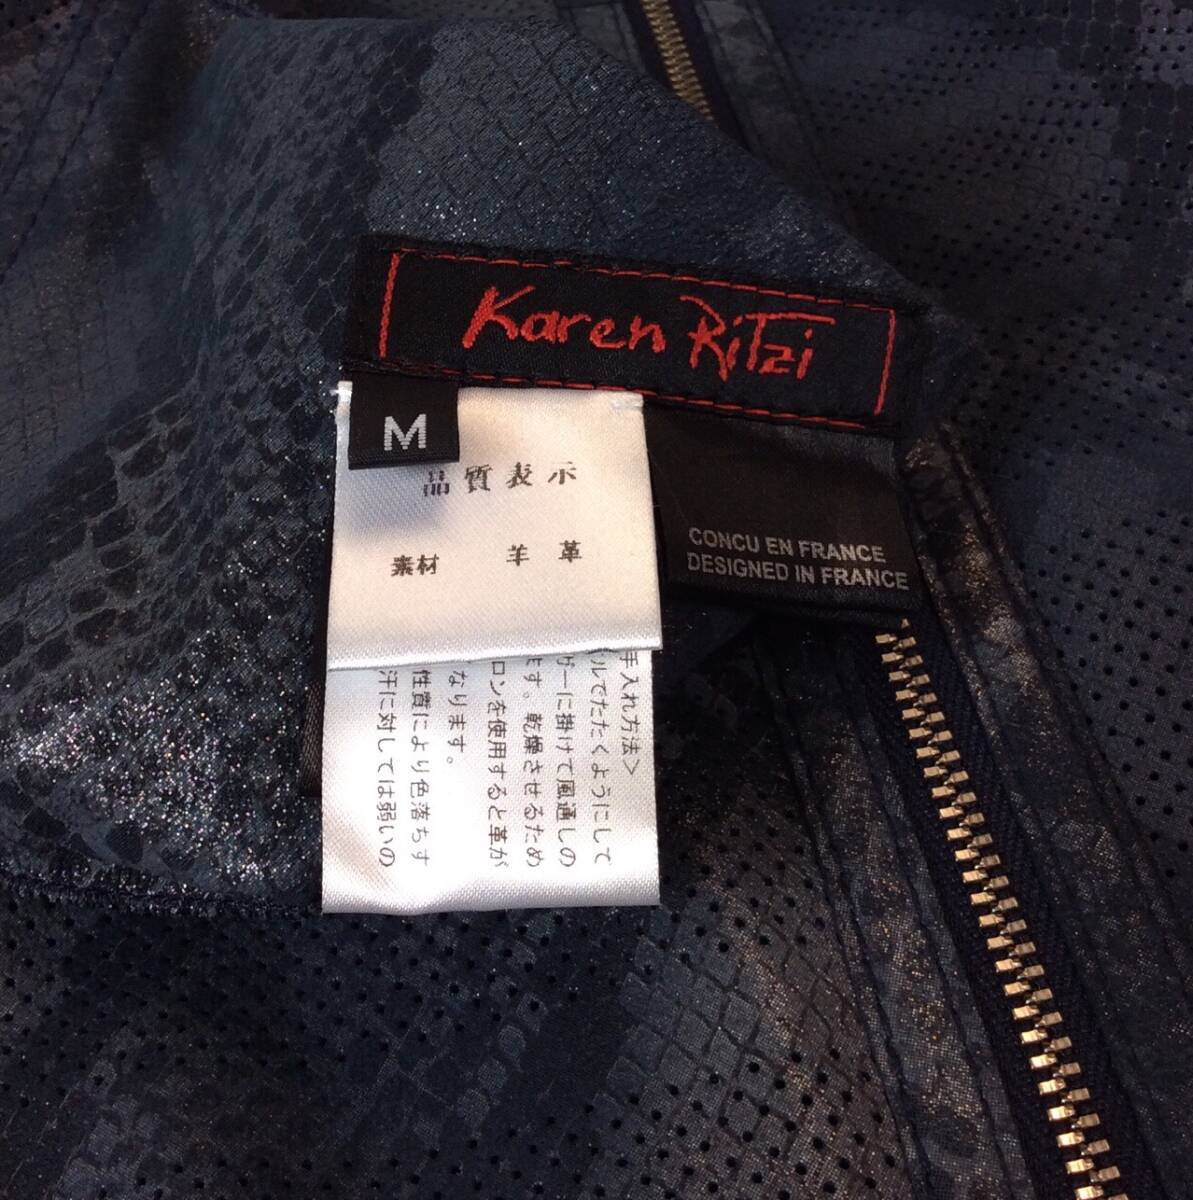 Karen RiTzi
M
品質表示
素材 羊革
CONCU EN FRANCE
DESIGNED IN FRANCE
手入れ方法>
ルでたたくようにして
ガーに掛けて風通しの
ます。乾燥させるため
ロンを使用すると革が
なります。
性質により色落ちす
汗に対しては弱いの